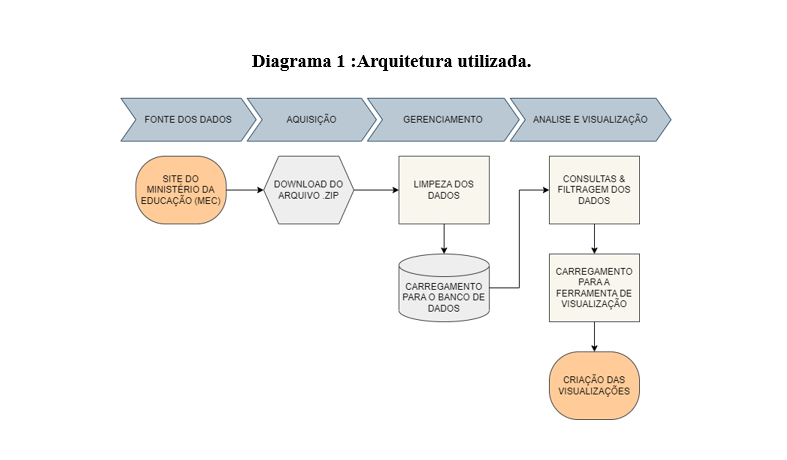 Diagrama 1 :Arquitetura utilizada.
FONTE DOS DADOS
AQUISIÇÃO
GERENCIAMENTO
ANALISE E VISUALIZAÇÃO
SITE DO
MINISTÉRIO DA
EDUCAÇÃO (MEC)
DOWNLOAD DO
ARQUIVO .ZIP
LIMPEZA DOS
DADOS
CARREGAMENTO
PARA O BANCO DE
DADOS
CONSULTAS &
FILTRAGEM DOS
DADOS
CARREGAMENTO
PARA A
FERRAMENTA DE
VISUALIZAÇÃO
CRIAÇÃO DAS
VISUALIZAÇÕES